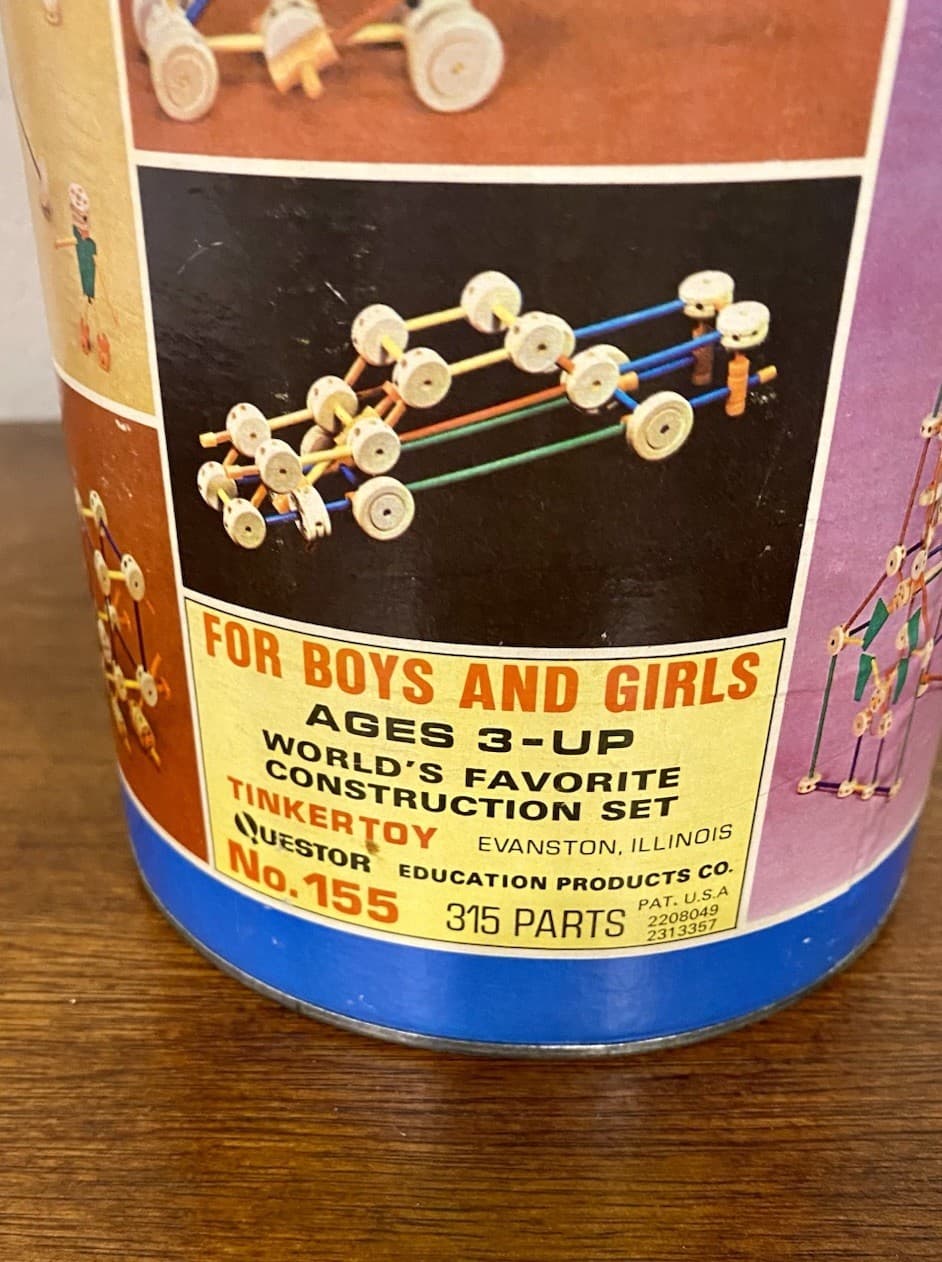 FOR BOYS AND GIRLS
AGES 3-UP
WORLD'S FAVORITE
CONSTRUCTION SET
TINKERTOY EVANSTON, ILLINOIS
QUESTOR EDUCATION PRODUCTS CO.
No. 155 315 PARTS PAT. U.S.A
2208049
2313357